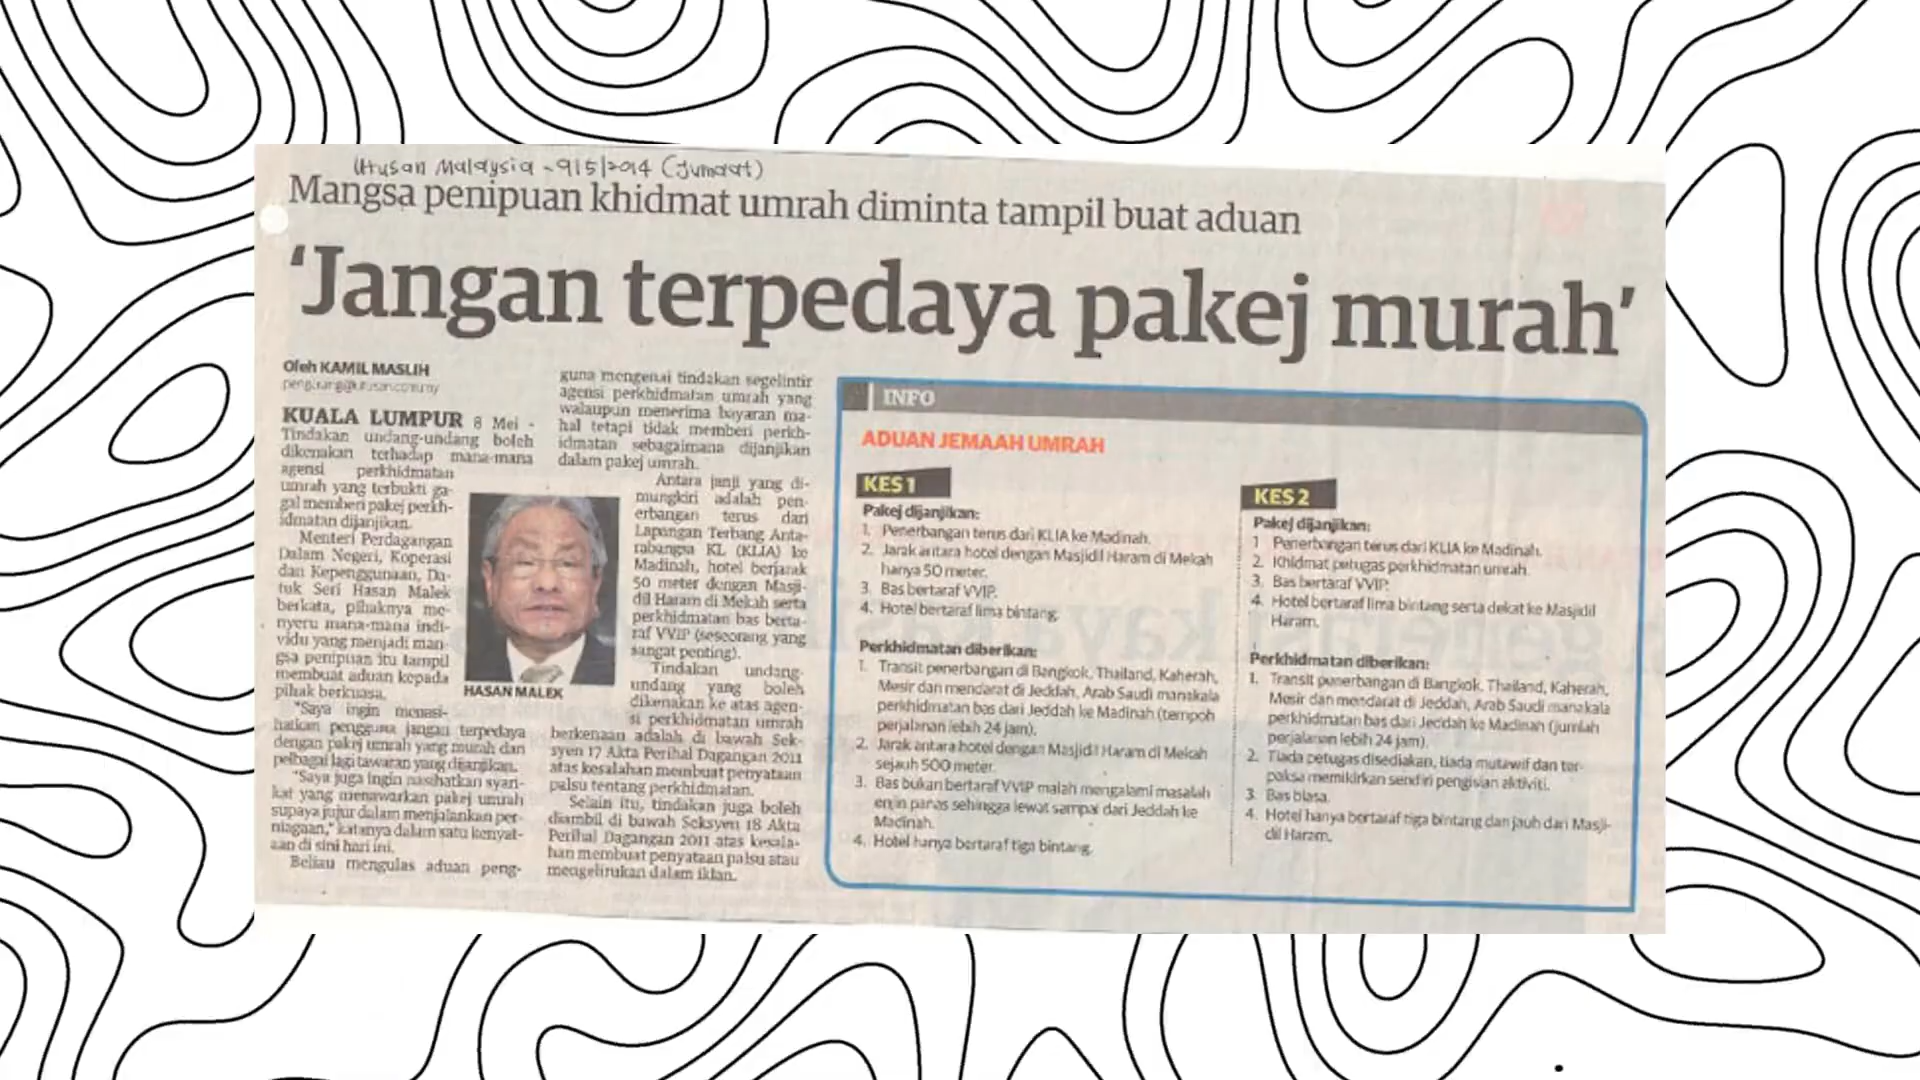 Utusan Malaysia - 9/5/2014 (Jumaat)
Mangsa penipuan khidmat umrah diminta tampil buat aduan
'Jangan terpedaya pakej murah'
Oleh KAMIL MASLIH
KUALA LUMPUR 8 Mei -
Tindakan undang-undang boleh
dikenakan terhadap mana-mana
agensi perkhidmatan
umrah yang terbukti ga-
gal memberi pakej perkh-
idmatan dijanjikan.
Menteri Perdagangan
Dalam Negeri, Koperasi
dan Kepenggunaan, Da-
tuk Seri Hasan Malek
berkata, pihaknya me-
nyeru mana-mana indi-
vidu yang menjadi man-
gsa penipuan itu tampil
membuat aduan kepada
pihak berkuasa.
"Saya ingin menasi-
hatkan pengguna jangan terpedaya
dengan pakej umrah yang murah dan
pelbagai lagi tawaran yang dijanjikan.
"Saya juga ingin nasihatkan syari-
kat yang menawarkan pakej umrah
supaya jujur dalam menjalankan per-
niagaan," katanya dalam satu kenyat-
aan di sini hari ini.
Beliau mengulas aduan peng-
HASAN MALEK
guna mengenai tindakan segelintir
agensi perkhidmatan umrah yang
walaupun menerima bayaran ma-
hal tetapi tidak memberi perkh-
idmatan sebagaimana dijanjikan
dalam pakej umrah.
Antara janji yang di-
mungkiri adalah pen-
erbangan terus dari
Lapangan Terbang Anta-
rabangsa KL (KLIA) ke
Madinah, hotel berjarak
50 meter dengan Masji-
dil Haram di Mekah serta
perkhidmatan bas berta-
raf VVIP (seseorang yang
sangat penting).
Tindakan undang-
undang yang boleh
dikenakan ke atas agen-
si perkhidmatan umrah
berkenaan adalah di bawah Sek-
syen 17 Akta Perihal Dagangan 2011
atas kesalahan membuat penyataan
palsu tentang perkhidmatan.
Selain itu, tindakan juga boleh
diambil di bawah Seksyen 18 Akta
Perihal Dagangan 2011 atas kesala-
han membuat penyataan palsu atau
mengelirukan dalam iklan.
INFO
ADUAN JEMAAH UMRAH
KES 1
Pakej dijanjikan:
1. Penerbangan terus dari KLIA ke Madinah.
2. Jarak antara hotel dengan Masjidil Haram di Mekah
hanya 50 meter.
3. Bas bertaraf VVIP.
4. Hotel bertaraf lima bintang.
Perkhidmatan diberikan:
1. Transit penerbangan di Bangkok, Thailand, Kaherah,
Mesir dan mendarat di Jeddah, Arab Saudi manakala
perkhidmatan bas dari Jeddah ke Madinah (tempoh
perjalanan lebih 24 jam).
2. Jarak antara hotel dengan Masjidil Haram di Mekah
sejauh 500 meter.
3. Bas bukan bertaraf VVIP malah mengalami masalah
enjin panas sehingga lewat sampai dari Jeddah ke
Madinah.
4. Hotel hanya bertaraf tiga bintang.
KES 2
Pakej dijanjikan:
1 Penerbangan terus dari KLIA ke Madinah.
2. Khidmat petugas perkhidmatan umrah.
3. Bas bertaraf VVIP.
4. Hotel bertaraf lima bintang serta dekat ke Masjidil
Haram.
Perkhidmatan diberikan:
1. Transit penerbangan di Bangkok, Thailand, Kaherah,
Mesir dan mendarat di Jeddah, Arab Saudi manakala
perkhidmatan bas dari Jeddah ke Madinah (jumlah
perjalanan lebih 24 jam).
2. Tiada petugas disediakan, tiada mutawif dan ter-
paksa memikirkan sendiri pengisian aktiviti.
3. Bas biasa.
4. Hotel hanya bertaraf tiga bintang dan jauh dari Masji-
dil Haram.